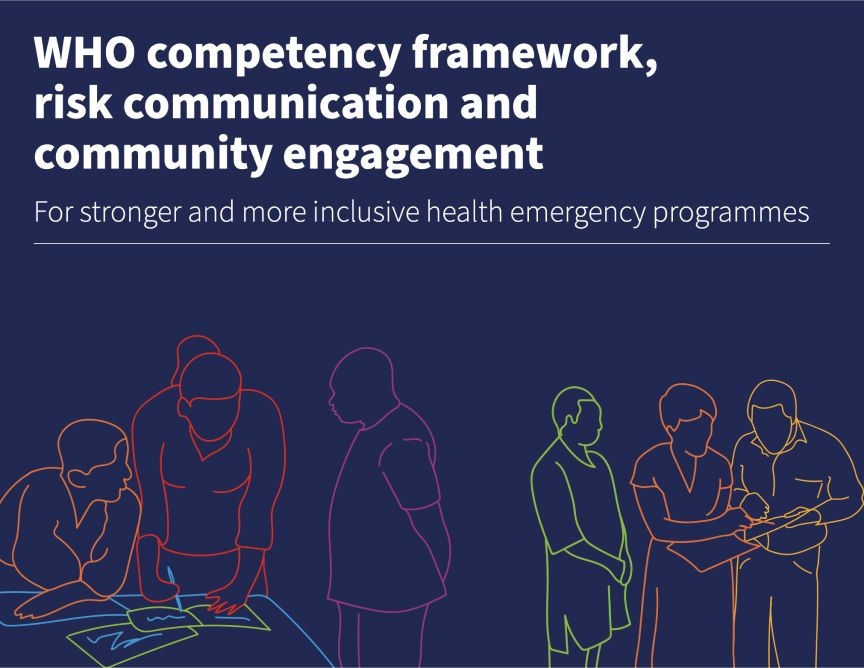 WHO competency framework,
risk communication and
community engagement
For stronger and more inclusive health emergency programmes